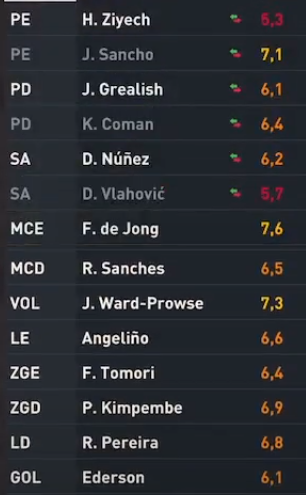 PE H. Ziyech 5,3
PE J. Sancho 7,1
PD J. Grealish 6,1
PD K. Coman 6,4
SA D. Núñez 6,2
SA D. Vlahović 5,7
MCE F. de Jong 7,6
MCD R. Sanches 6,5
VOL J. Ward-Prowse 7,3
LE Angeliño 6,6
ZGE F. Tomori 6,4
ZGD P. Kimpembe 6,9
LD R. Pereira 6,8
GOL Ederson 6,1